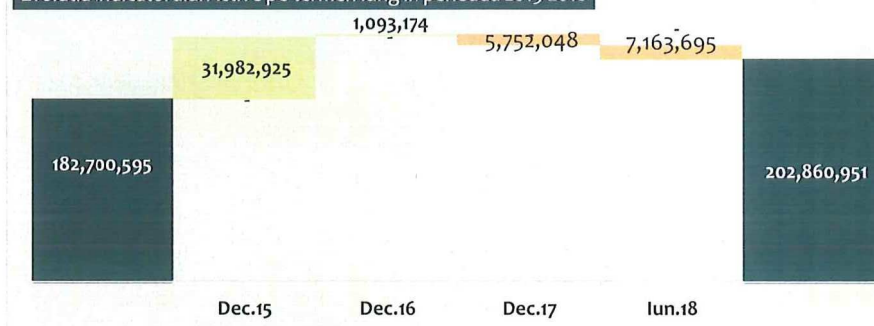 1,093,174
5,752,048
7,163,695
31,982,925
182,700,595
202,860,951
Dec.15
Dec.16
Dec.17
Iun.18